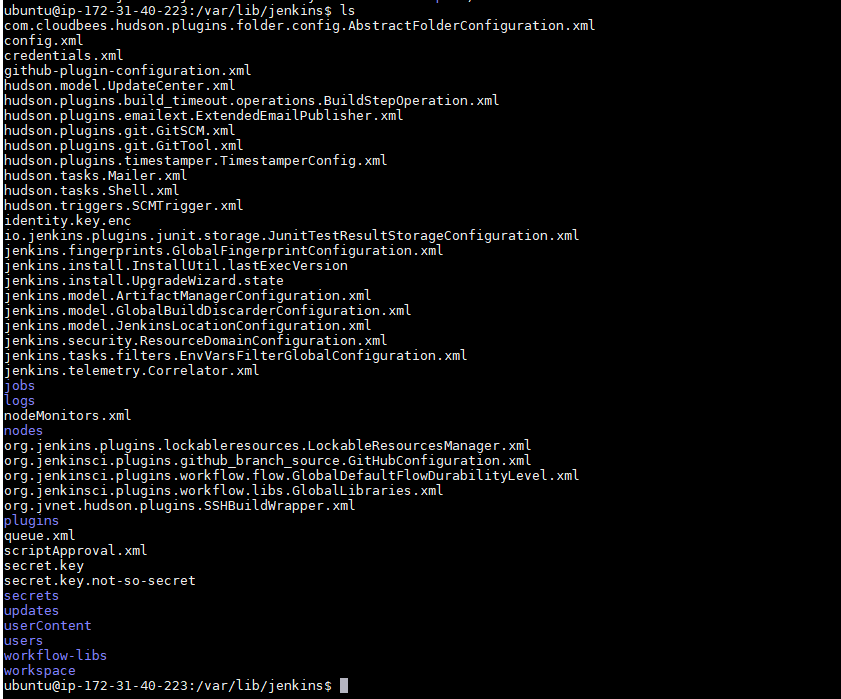 ubuntu@ip-172-31-40-223:/var/lib/jenkins$ ls
com.cloudbees.hudson.plugins.folder.config.AbstractFolderConfiguration.xml
config.xml
credentials.xml
github-plugin-configuration.xml
hudson.model.UpdateCenter.xml
hudson.plugins.build_timeout.operations.BuildStepOperation.xml
hudson.plugins.emailext.ExtendedEmailPublisher.xml
hudson.plugins.git.GitSCM.xml
hudson.plugins.git.GitTool.xml
hudson.plugins.timestamper.TimestamperConfig.xml
hudson.tasks.Mailer.xml
hudson.tasks.Shell.xml
hudson.triggers.SCMTrigger.xml
identity.key.enc
io.jenkins.plugins.junit.storage.JunitTestResultStorageConfiguration.xml
jenkins.fingerprints.GlobalFingerprintConfiguration.xml
jenkins.install.InstallUtil.lastExecVersion
jenkins.install.UpgradeWizard.state
jenkins.model.ArtifactManagerConfiguration.xml
jenkins.model.GlobalBuildDiscarderConfiguration.xml
jenkins.model.JenkinsLocationConfiguration.xml
jenkins.security.ResourceDomainConfiguration.xml
jenkins.tasks.filters.EnvVarsFilterGlobalConfiguration.xml
jenkins.telemetry.Correlator.xml
jobs
logs
nodeMonitors.xml
nodes
org.jenkins.plugins.lockableresources.LockableResourcesManager.xml
org.jenkinsci.plugins.github_branch_source.GitHubConfiguration.xml
org.jenkinsci.plugins.workflow.flow.GlobalDefaultFlowDurabilityLevel.xml
org.jenkinsci.plugins.workflow.libs.GlobalLibraries.xml
org.jvnet.hudson.plugins.SSHBuildWrapper.xml
plugins
queue.xml
scriptApproval.xml
secret.key
secret.key.not-so-secret
secrets
updates
userContent
users
workflow-libs
workspace
ubuntu@ip-172-31-40-223:/var/lib/jenkins$